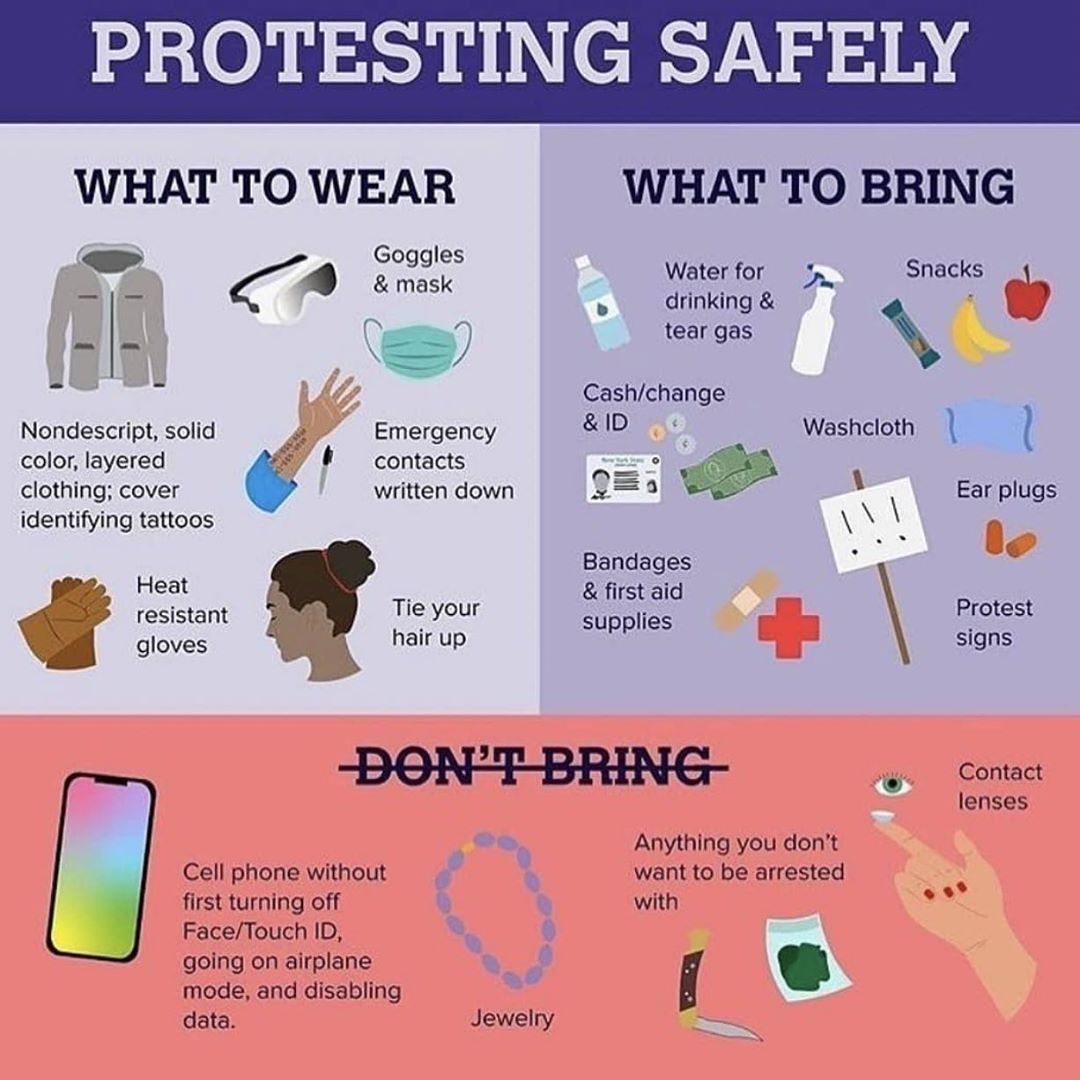 PROTESTING SAFELY
WHAT TO WEAR
Goggles
& mask
Nondescript, solid
color, layered
clothing; cover
identifying tattoos
Emergency
contacts
written down
Heat
resistant
gloves
Tie your
hair up
WHAT TO BRING
Water for
drinking &
tear gas
Snacks
Cash/change
& ID
New York State
Washcloth
Ear plugs
! ! !
Bandages
& first aid
supplies
Protest
signs
DON'T BRING
Cell phone without
first turning off
Face/Touch ID,
going on airplane
mode, and disabling
data.
Jewelry
Anything you don't
want to be arrested
with
Contact
lenses